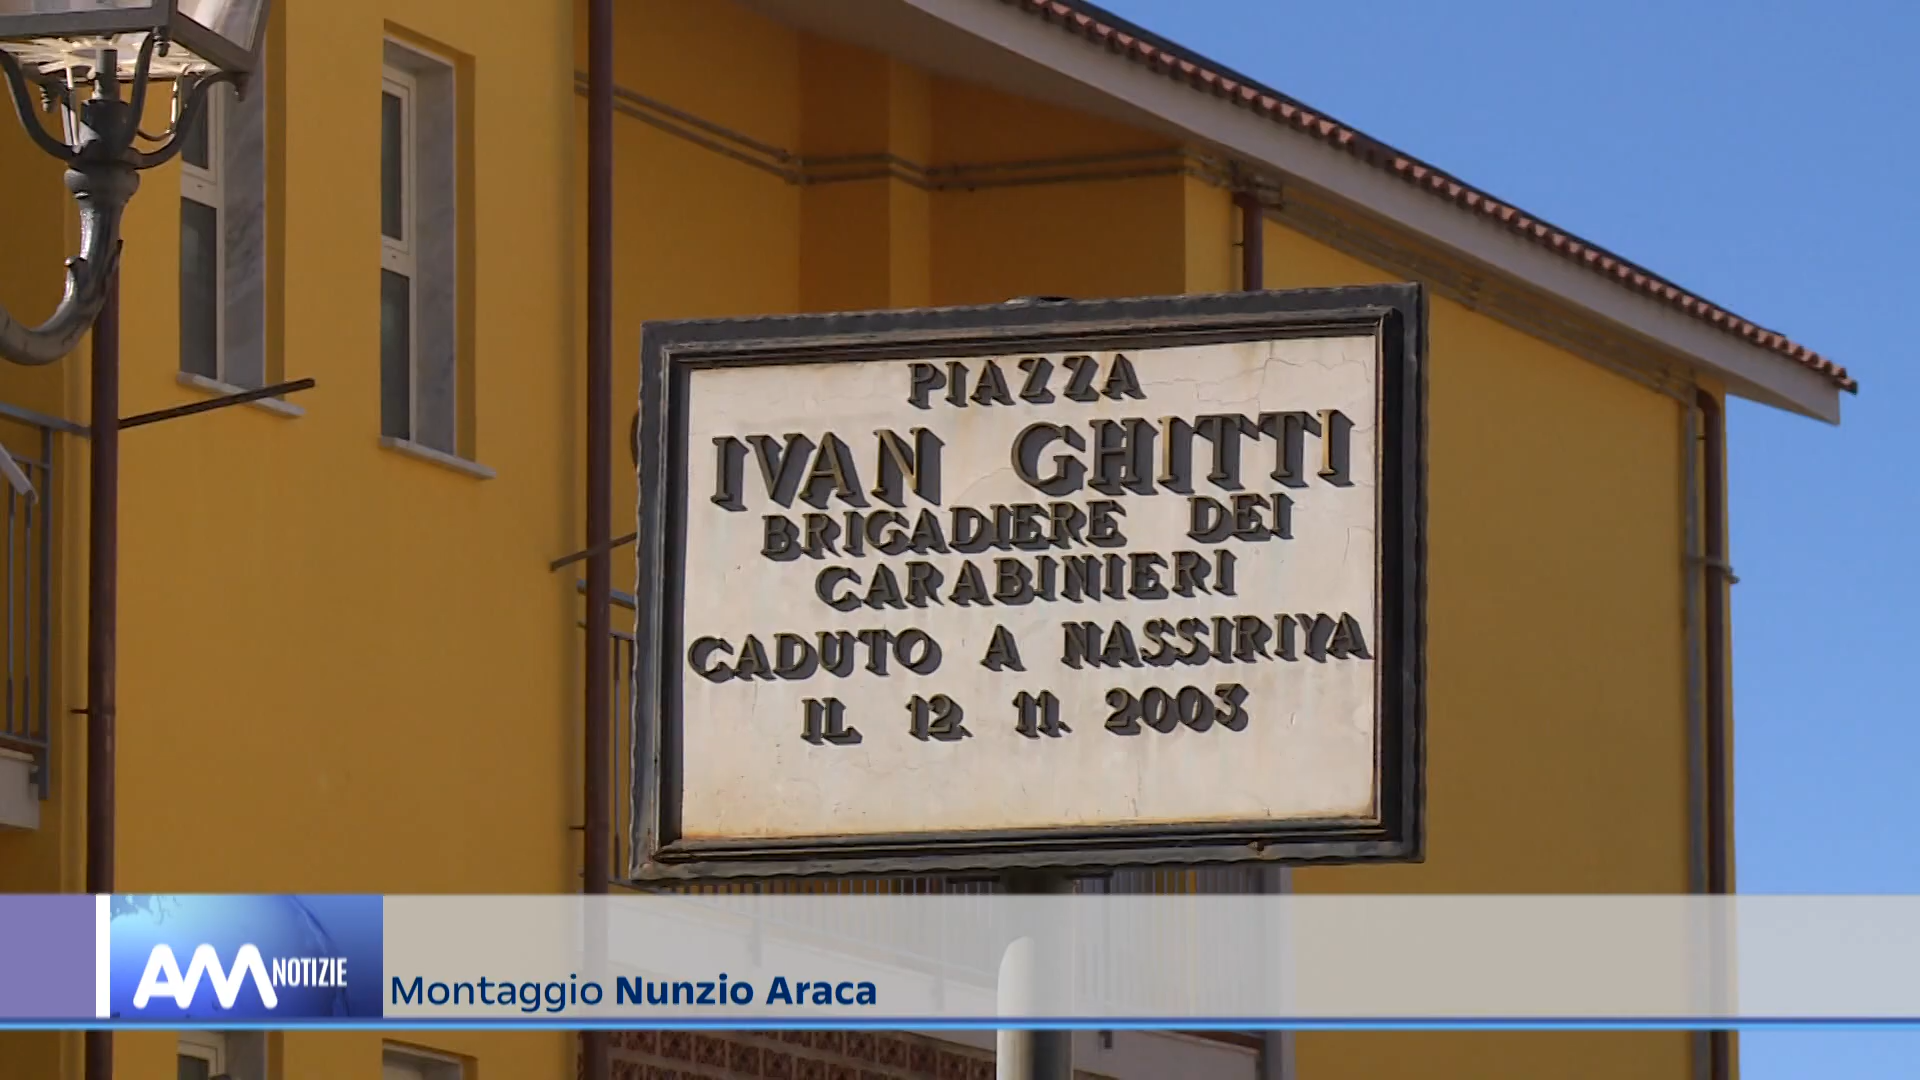 PIAZZA
IVAN GHITTI
BRIGADIERE DEI
CARABINIERI
CADUTO A NASSIRIYA
IL 12. 11. 2003
AM NOTIZIE
Montaggio Nunzio Araca